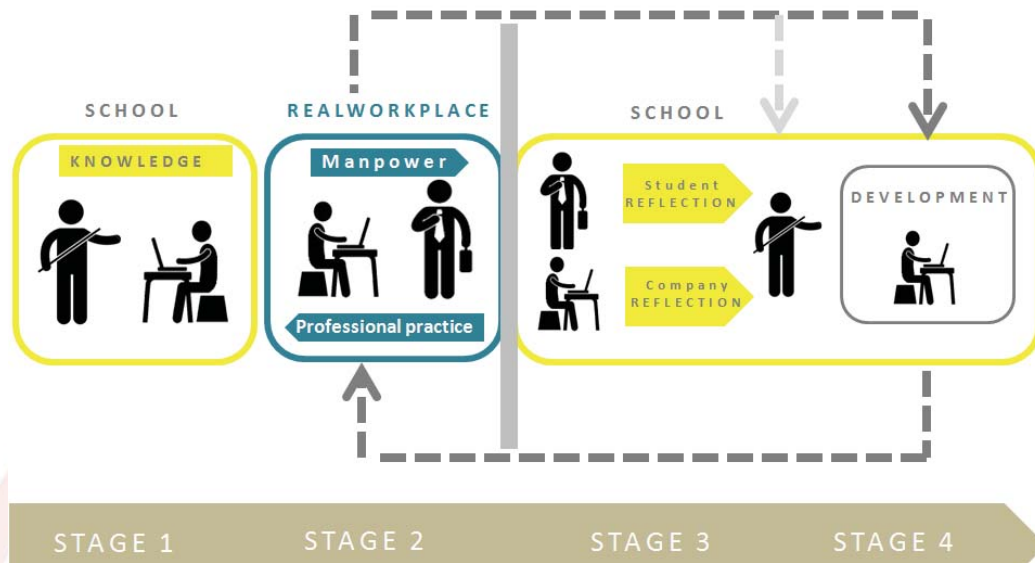 SCHOOL
KNOWLEDGE
REALWORKPLACE
Manpower
Professional practice
SCHOOL
Student
REFLECTION
Company
REFLECTION
DEVELOPMENT
STAGE 1
STAGE 2
STAGE 3
STAGE 4